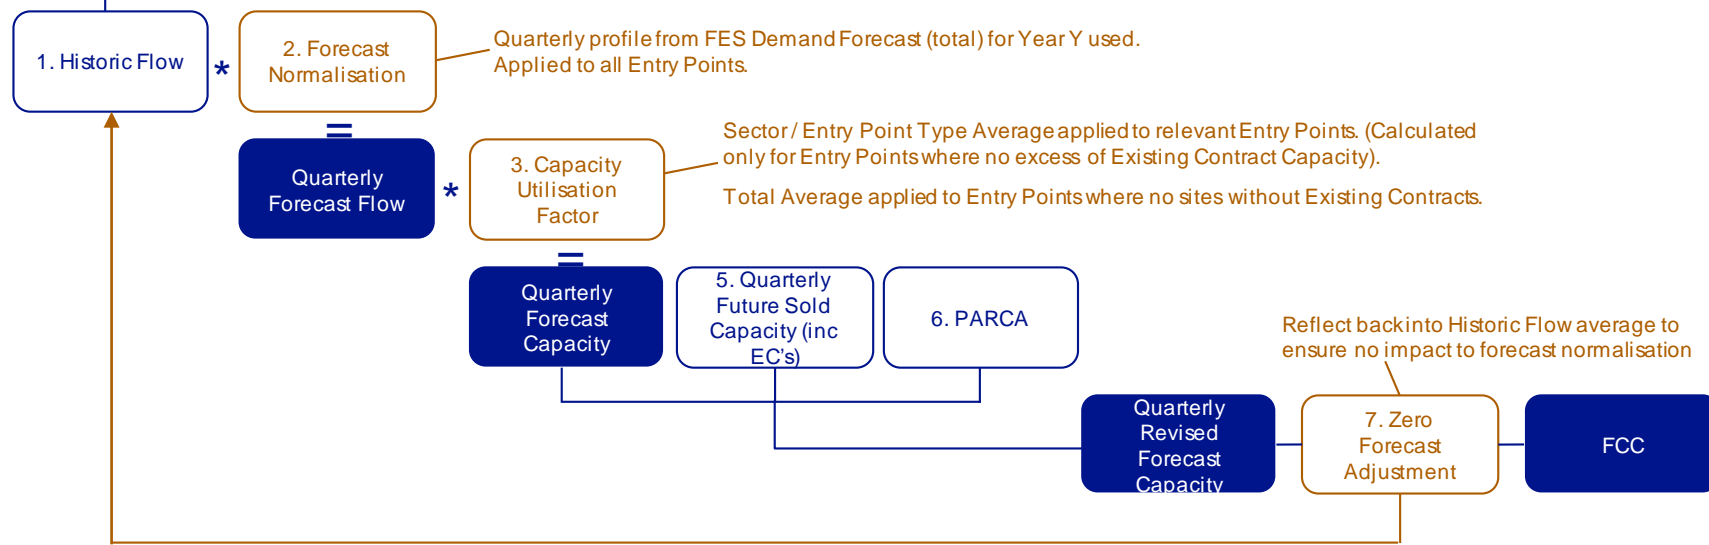 1. Historic Flow
*
2. Forecast
Normalisation
Quarterly profile from FES Demand Forecast (total) for Year Y used.
Applied to all Entry Points.
=
Quarterly
Forecast Flow
*
3. Capacity
Utilisation
Factor
Sector / Entry Point Type Average applied to relevant Entry Points. (Calculated
only for Entry Points where no excess of Existing Contract Capacity).
Total Average applied to Entry Points where no sites without Existing Contracts.
=
Quarterly
Forecast
Capacity
5. Quarterly
Future Sold
Capacity (inc
EC's)
6. PARCA
Reflect back into Historic Flow average to
ensure no impact to forecast normalisation
Quarterly
Revised
Forecast
Capacity
7. Zero
Forecast
Adjustment
FCC